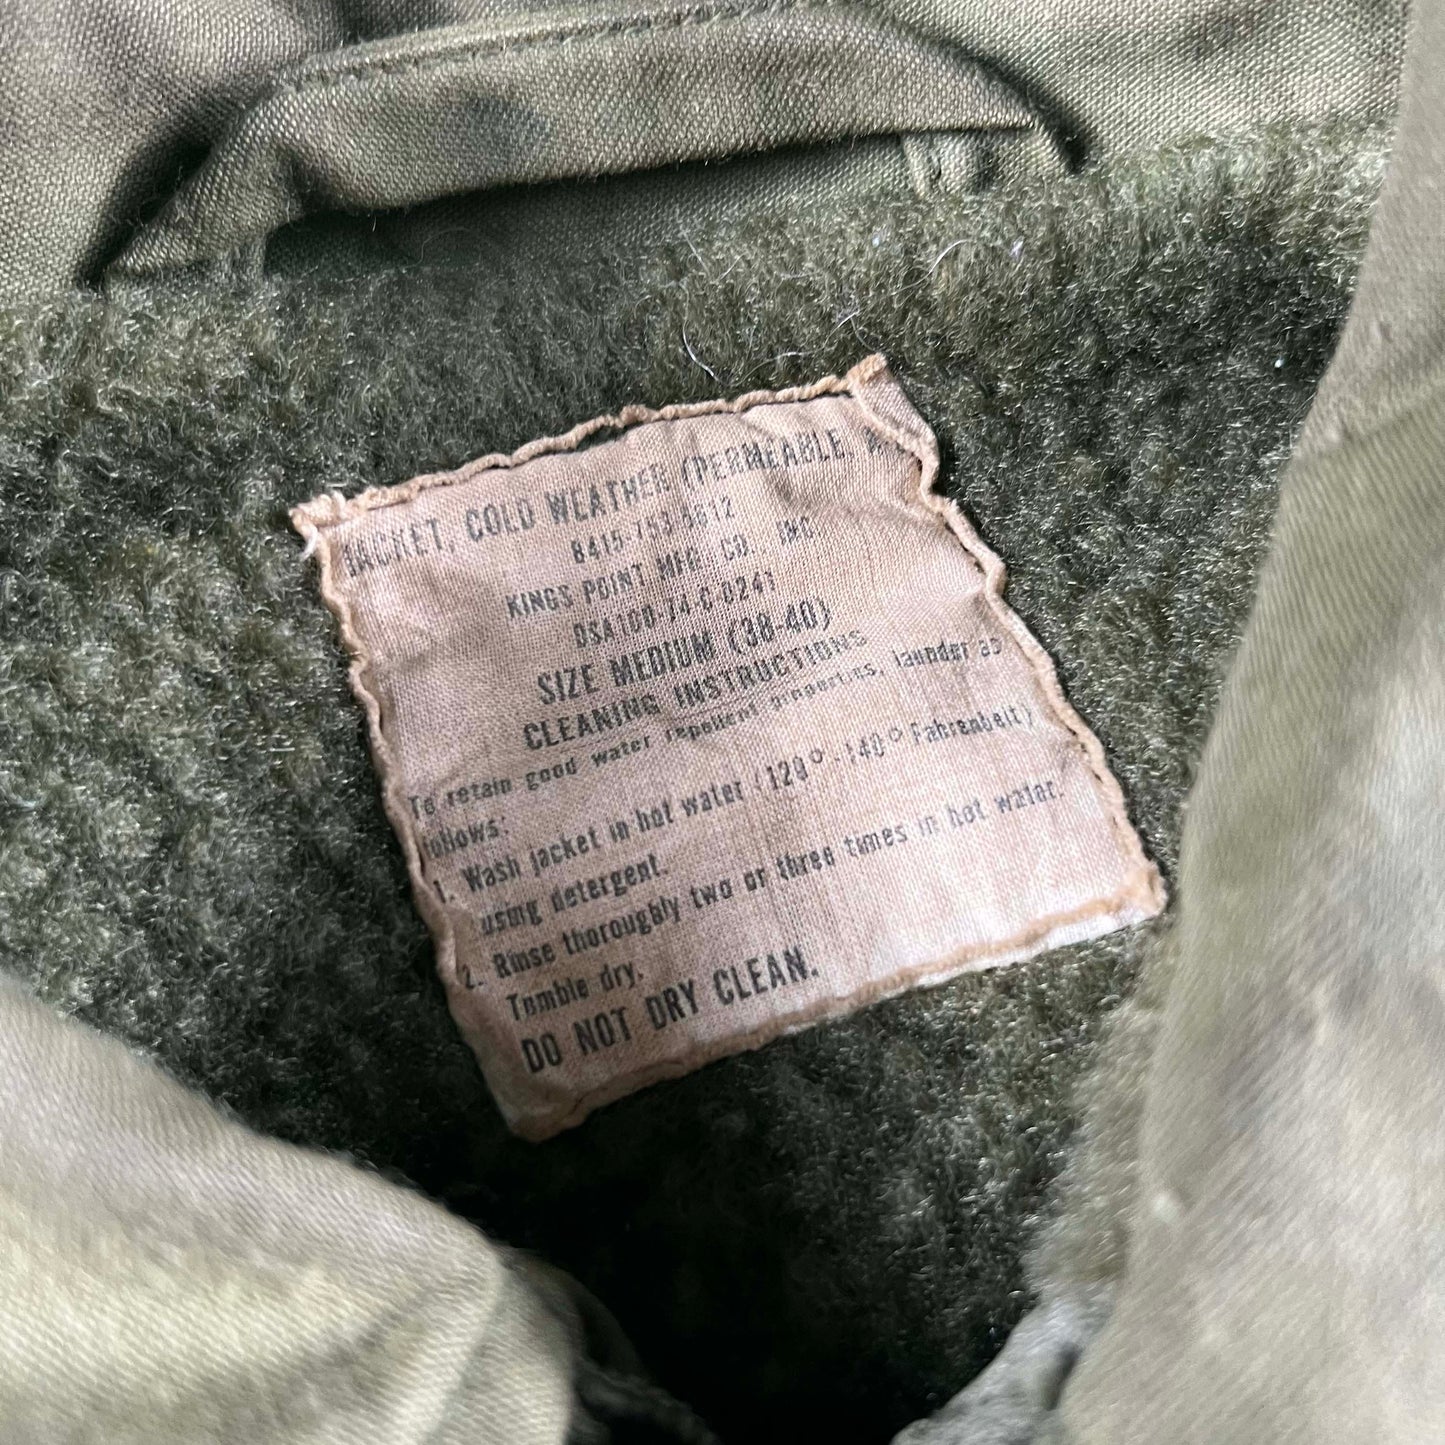 JACKET, COLD WEATHER (PERMEABLE,
8415-753-5612
KINGS POINT MFG CO., INC
DSA100-74-C-0241
SIZE MEDIUM (38-40)
CLEANING INSTRUCTIONS
To retain good water repellent properties, launder as
follows:
1. Wash jacket in hot water (120° - 140° Fahrenheit)
using detergent.
2. Rinse thoroughly two or three times in hot water.
Tumble dry.
DO NOT DRY CLEAN.